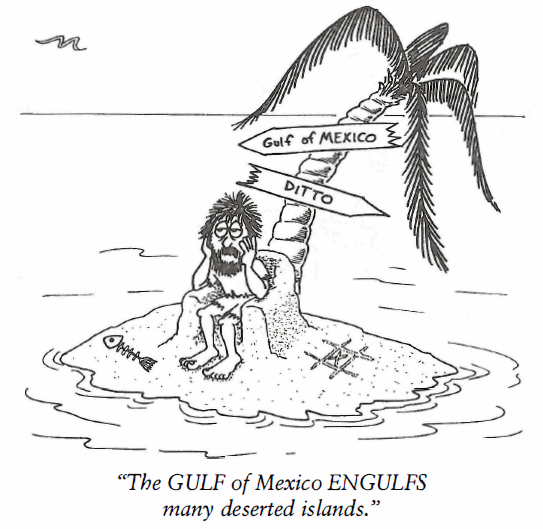 Gulf of MEXICO
DITTO
“The GULF of Mexico ENGULFS
many deserted islands.”